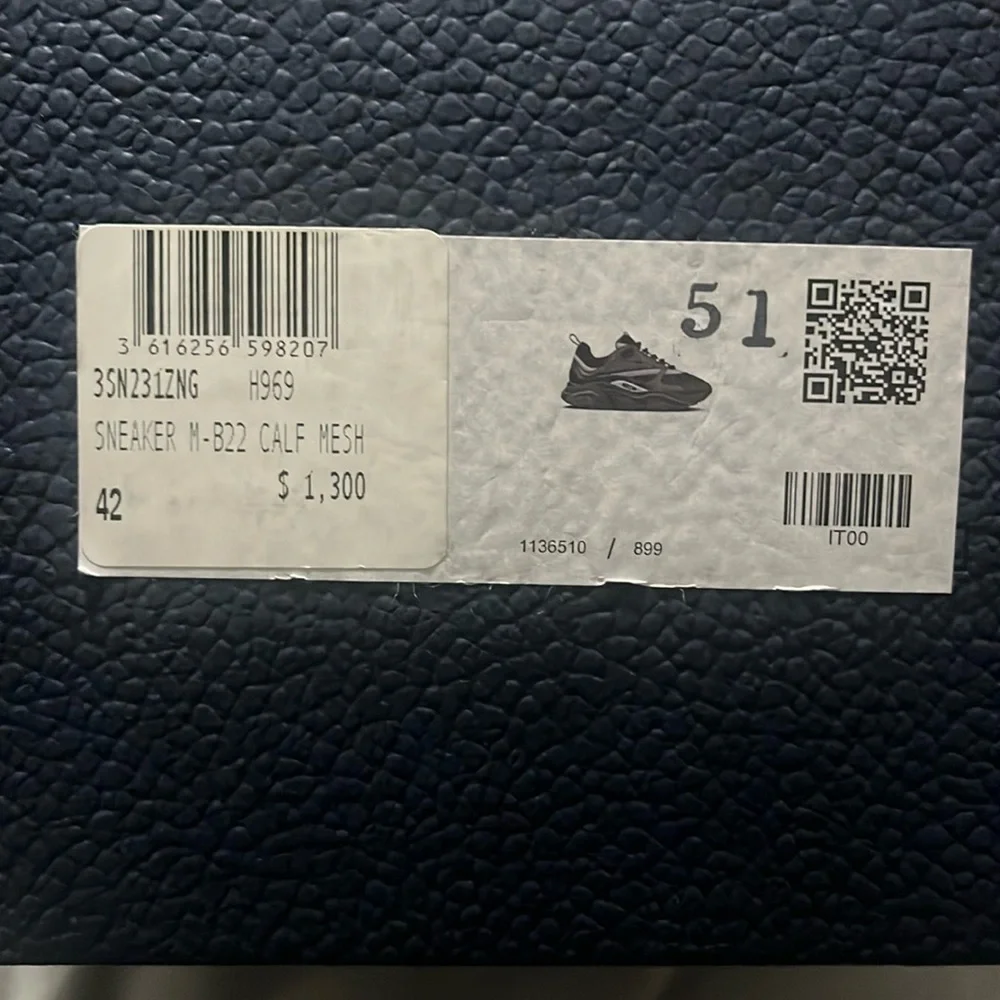 3 616256 598207
3SN231ZNG H969
SNEAKER M-B22 CALF MESH
$ 1,300
42
51
1136510 / 899
IT00